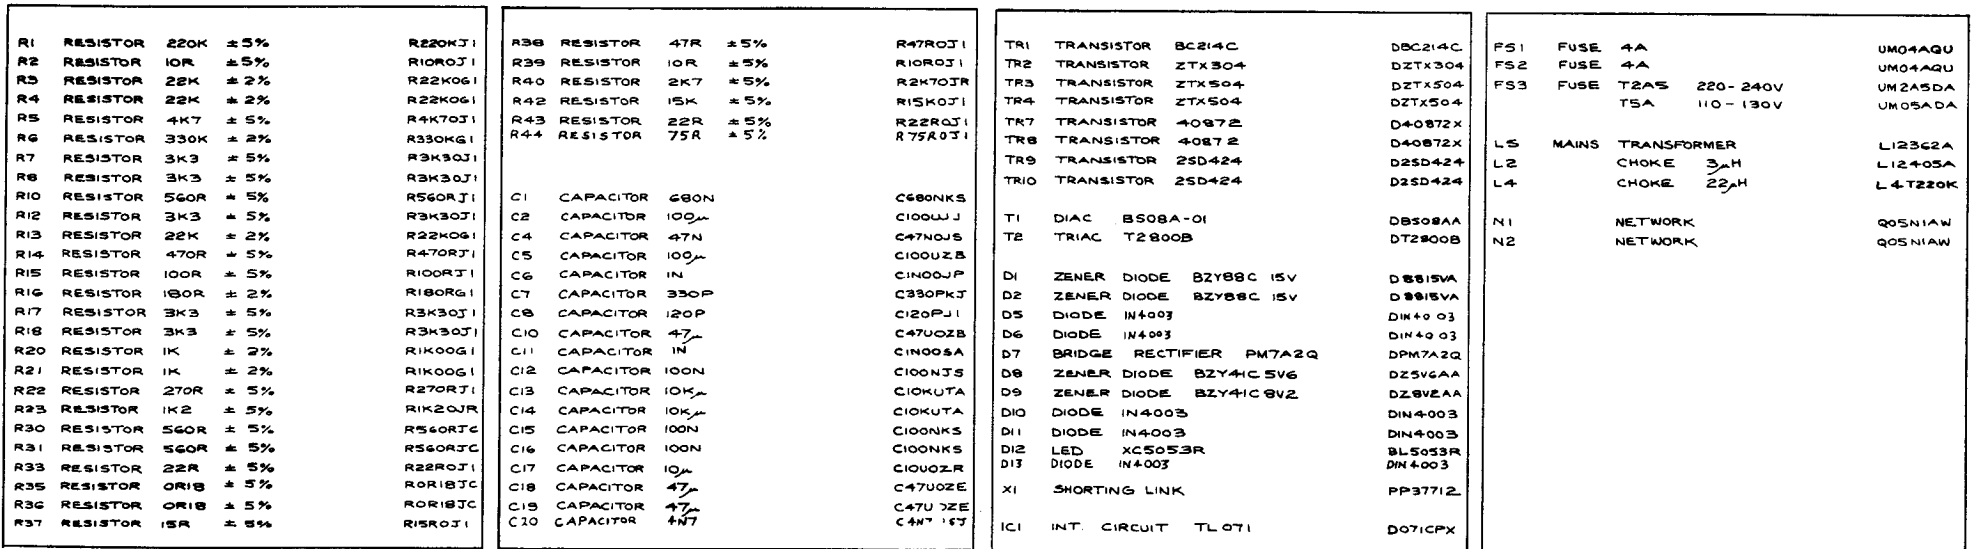 R1 RESISTOR 220K ±5% R220KJ1
R2 RESISTOR 10R ±5% R10R0J1
R3 RESISTOR 22K ±2% R22K0G1
R4 RESISTOR 22K ±2% R22K0G1
R5 RESISTOR 4K7 ±5% R4K70J1
R6 RESISTOR 330K ±2% R330KG1
R7 RESISTOR 3K3 ±5% R3K30J1
R8 RESISTOR 3K3 ±5% R3K30J1
R10 RESISTOR 560R ±5% R560RJ1
R12 RESISTOR 3K3 ±5% R3K30J1
R13 RESISTOR 22K ±2% R22K0G1
R14 RESISTOR 470R ±5% R470RJ1
R15 RESISTOR 100R ±5% R100RJ1
R16 RESISTOR 180R ±2% R180RG1
R17 RESISTOR 3K3 ±5% R3K30J1
R18 RESISTOR 3K3 ±5% R3K30J1
R20 RESISTOR 1K ±2% R1K00G1
R21 RESISTOR 1K ±2% R1K00G1
R22 RESISTOR 270R ±5% R270RJ1
R23 RESISTOR 1K2 ±5% R1K20JR
R30 RESISTOR 560R ±5% R560RJC
R31 RESISTOR 560R ±5% R560RJC
R33 RESISTOR 22R ±5% R22R0J1
R35 RESISTOR 0R18 ±5% R0R18JC
R36 RESISTOR 0R18 ±5% R0R18JC
R37 RESISTOR 15R ±5% R15R0J1
R38 RESISTOR 47R ±5% R47R0J1
R39 RESISTOR 10R ±5% R10R0J1
R40 RESISTOR 2K7 ±5% R2K70JR
R42 RESISTOR 15K ±5% R15K0J1
R43 RESISTOR 22R ±5% R22R0J1
R44 RESISTOR 75R ±5% R75R0J1
C1 CAPACITOR 680N C680NKS
C2 CAPACITOR 100µ
C4 CAPACITOR 47N C47N0JS
C5 CAPACITOR 100µ C100UZB
C6 CAPACITOR 1N C1N00JP
C7 CAPACITOR 330P C330PKJ
C8 CAPACITOR 120P C120PJ1
C10 CAPACITOR 47µ C47U0ZB
C11 CAPACITOR 1N C1N00SA
C12 CAPACITOR 100N C100NJS
C13 CAPACITOR 10Kµ C10KUTA
C14 CAPACITOR 10Kµ C10KUTA
C15 CAPACITOR 100N C100NKS
C16 CAPACITOR 100N C100NKS
C17 CAPACITOR 10µ C10U0ZR
C18 CAPACITOR 47µ C47U0ZE
C19 CAPACITOR 47µ C47U0ZE
C20 CAPACITOR 4N7
TR1 TRANSISTOR BC214C DBC214C
TR2 TRANSISTOR ZTX304 DZTX304
TR3 TRANSISTOR ZTX504 DZTX504
TR4 TRANSISTOR ZTX504 DZTX504
TR7 TRANSISTOR 40872 D40872X
TR8 TRANSISTOR 40872 D40872X
TR9 TRANSISTOR 2SD424 D2SD424
TR10 TRANSISTOR 2SD424 D2SD424
T1 DIAC BS08A-01 DBS08AA
T2 TRIAC T2800B DT2800B
D1 ZENER DIODE BZY88C 15V D8815VA
D2 ZENER DIODE BZY88C 15V D8815VA
D5 DIODE IN4003 DIN4003
D6 DIODE IN4003 DIN4003
D7 BRIDGE RECTIFIER PM7A2Q DPM7A2Q
D8 ZENER DIODE BZY41C 5V6 DZ5V6AA
D9 ZENER DIODE BZY41C 8V2 DZ8V2AA
D10 DIODE IN4003 DIN4003
D11 DIODE IN4003 DIN4003
D12 LED XC5053R BL5053R
D13 DIODE IN4003 DIN4003
X1 SHORTING LINK PP37712
IC1 INT. CIRCUIT TL071 D071CPX
FS1 FUSE 4A UM04AQU
FS2 FUSE 4A UM04AQU
FS3 FUSE T2A5 220-240V UM2A5DA
T5A 110-130V UM05ADA
L5 MAINS TRANSFORMER L12362A
L2 CHOKE 3µH L12405A
L4 CHOKE 22µH L4T220K
N1 NETWORK Q05N1AW
N2 NETWORK Q05N1AW